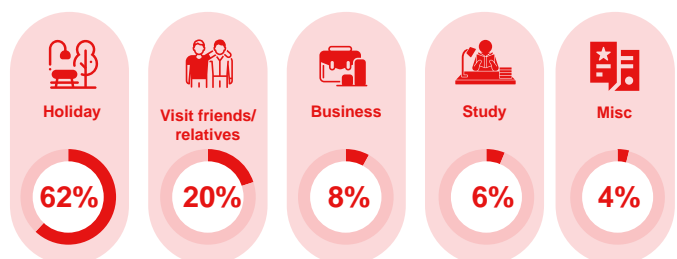 Holiday
62%
Visit friends/
relatives
20%
Business
8%
Study
6%
Misc
4%